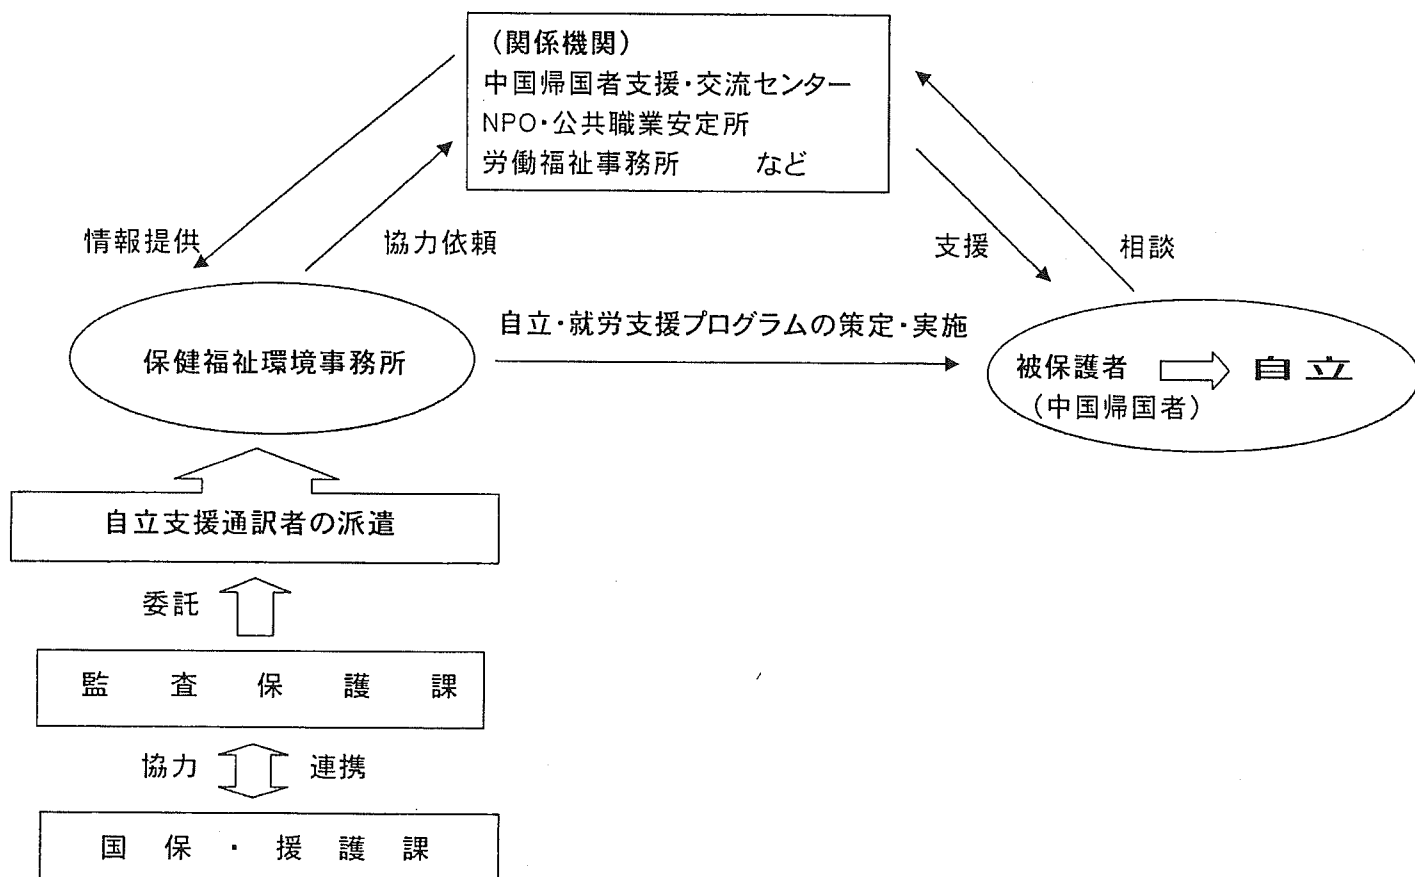 （関係機関）
中国帰国者支援・交流センター
NPO・公共職業安定所
労働福祉事務所　　など
情報提供
協力依頼
支援
相談
自立・就労支援プログラムの策定・実施
保健福祉環境事務所
被保護者
自立
（中国帰国者）
自立支援通訳者の派遣
委託
監査保護課
協力
連携
国保・援護課